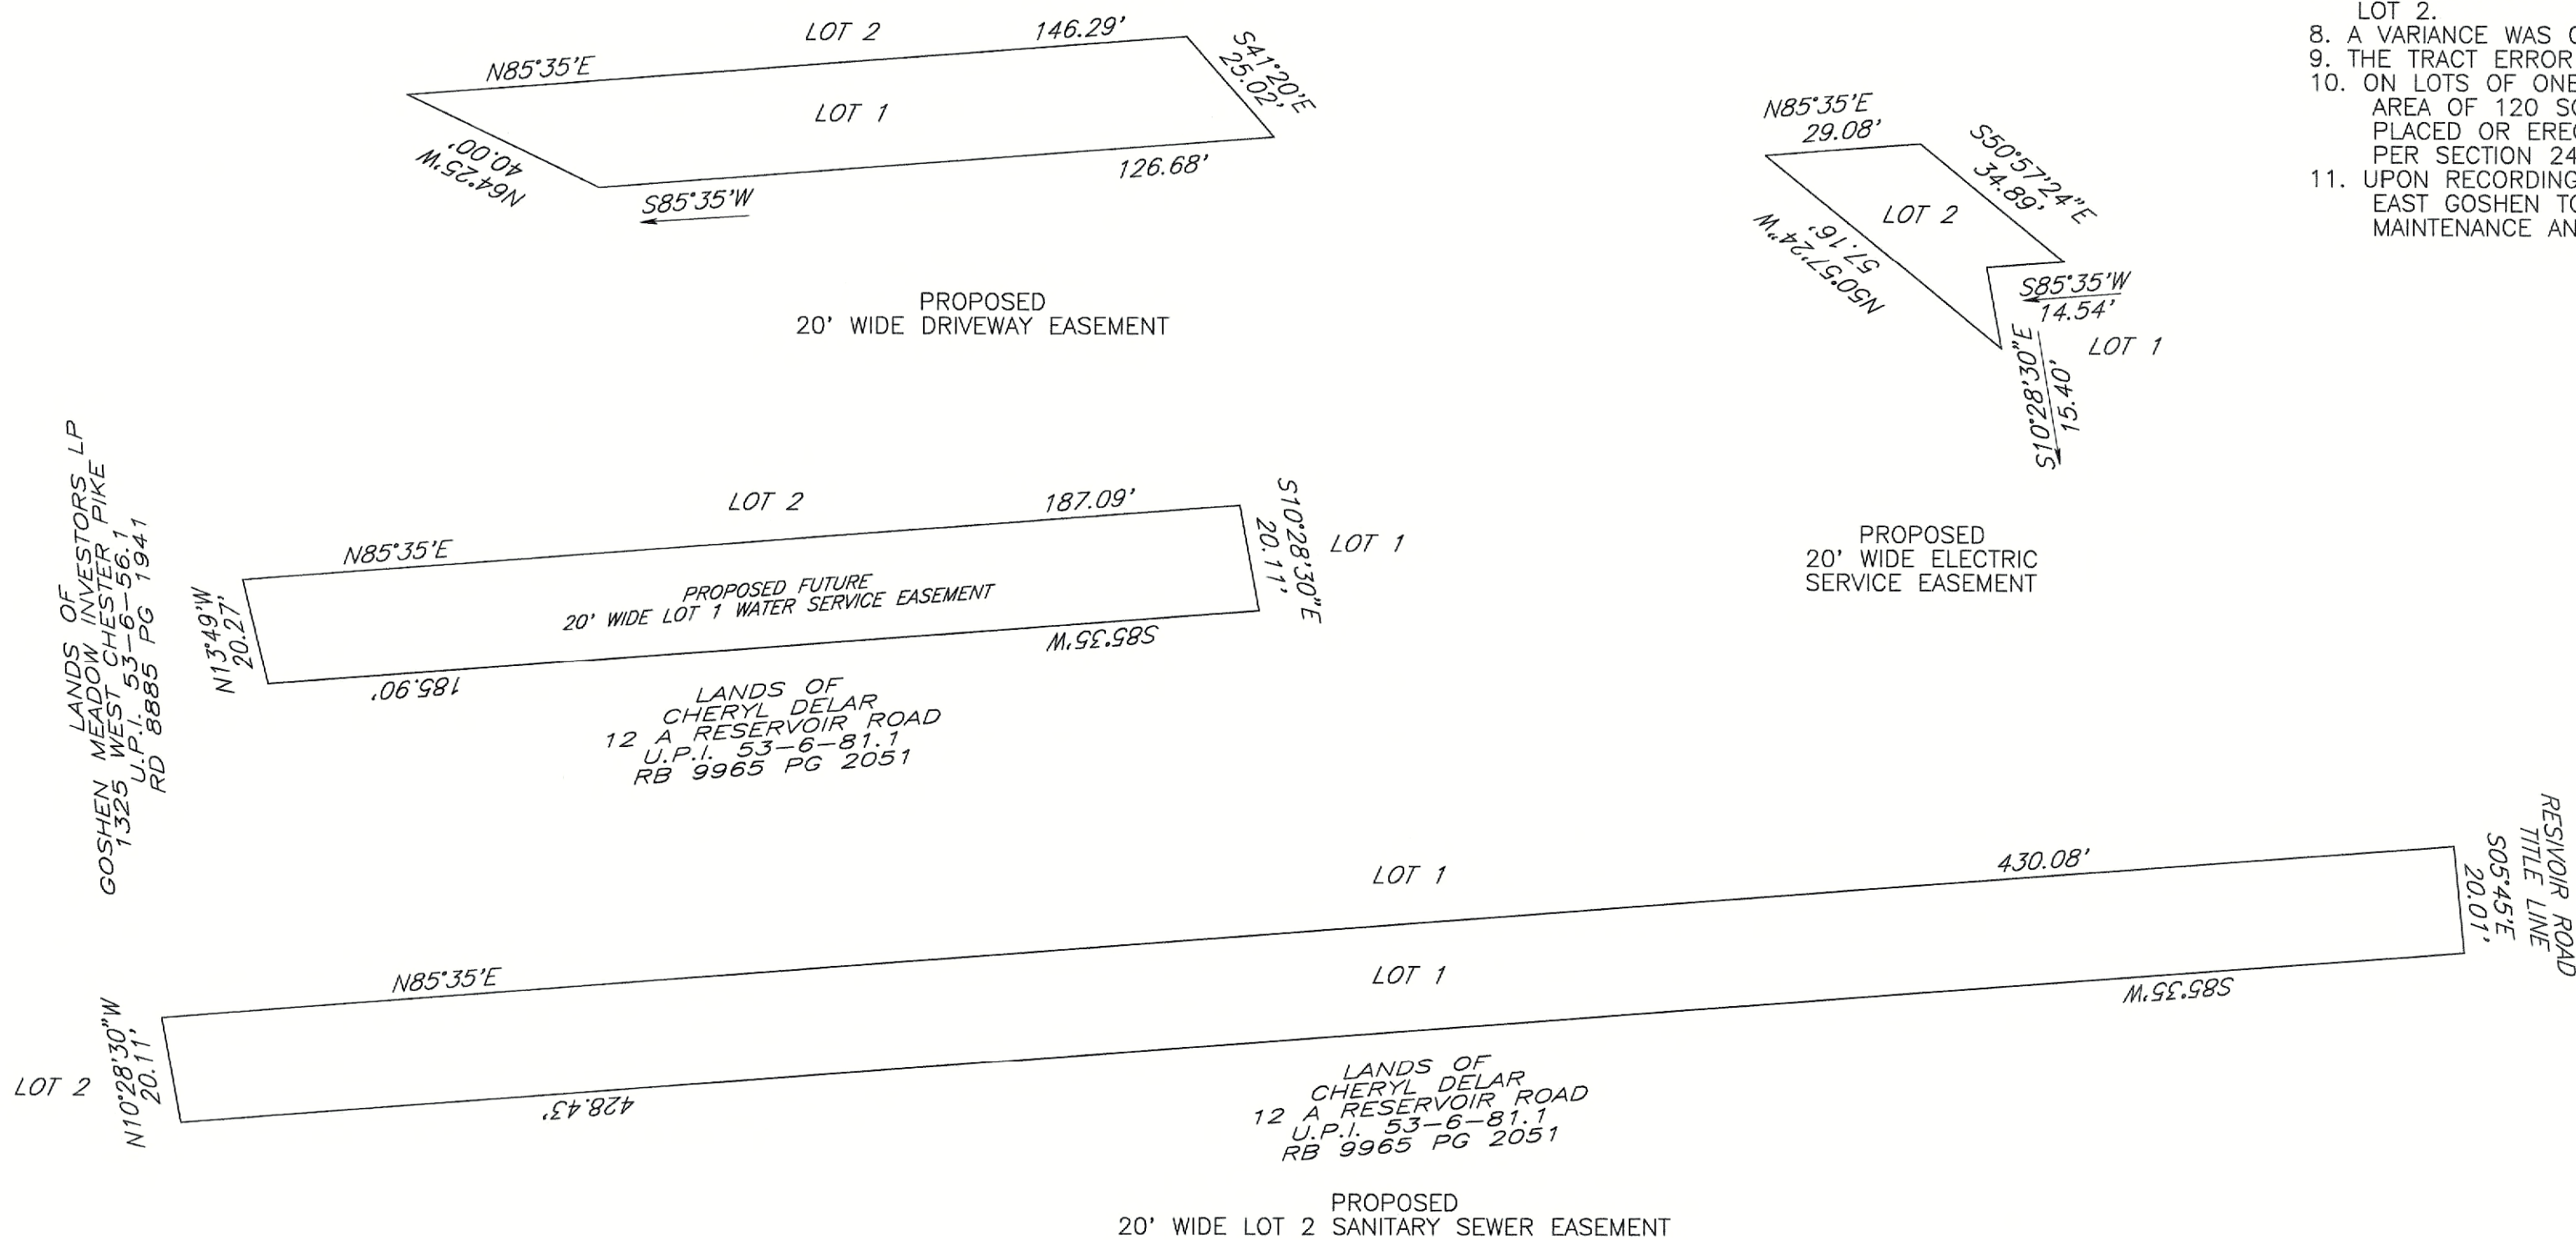 LOT 2
146.29'
N85°35'E
S41°20'E
25.02'
LOT 1
N64°25'W
40.00'
S85°35'W
126.68'
PROPOSED
20' WIDE DRIVEWAY EASEMENT
N85°35'E
29.08'
S50°57'24"E
34.89'
LOT 2
N50°57'24"W
57.16'
S85°35'W
14.54'
LOT 1
S10°28'30"E
15.40'
PROPOSED
20' WIDE ELECTRIC
SERVICE EASEMENT
LOT 2.
8. A VARIANCE WAS
9. THE TRACT ERROR
10. ON LOTS OF ONE
AREA OF 120
PLACED OR
PER SECTION 24
11. UPON RECORDING
EAST GOSHEN
MAINTENANCE
LANDS OF
GOSHEN MEADOW INVESTORS LP
1325 WEST CHESTER PIKE
U.P.I. 53-6-56.1
RD 8885 PG 1941
LOT 2
187.09'
N85°35'E
S10°28'30"E
20.11'
LOT 1
N13°49'W
20.27'
PROPOSED FUTURE
20' WIDE LOT 1 WATER SERVICE EASEMENT
S85°35'W
185.90'
LANDS OF
CHERYL DELAR
12 A RESERVOIR ROAD
U.P.I. 53-6-81.1
RB 9965 PG 2051
LOT 1
430.08'
N85°35'E
S05°45'E
20.01'
RESIVOIR ROAD
TITLE LINE
LOT 1
S85°35'W
LOT 2
N10°28'30"W
20.11'
428.43'
LANDS OF
CHERYL DELAR
12 A RESERVOIR ROAD
U.P.I. 53-6-81.1
RB 9965 PG 2051
PROPOSED
20' WIDE LOT 2 SANITARY SEWER EASEMENT